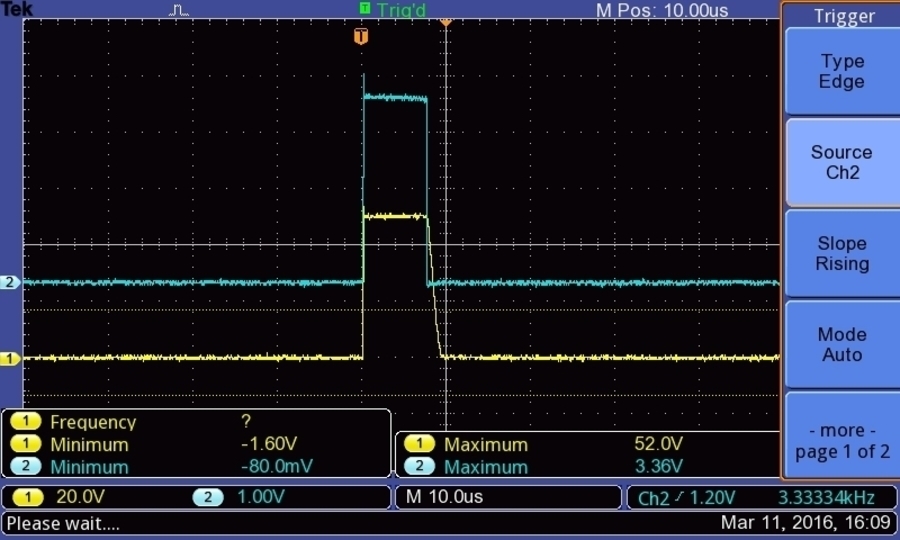 Tek
T Trig'd
M Pos: 10.00us
T
Trigger
Type
Edge
Source
Ch2
Slope
Rising
Mode
Auto
- more -
page 1 of 2
2
1
1 Frequency ?
1 Minimum -1.60V
2 Minimum -80.0mV
1 Maximum 52.0V
2 Maximum 3.36V
1 20.0V 2 1.00V
M 10.0us
Ch2 1.20V 3.33334kHz
Please wait....
Mar 11, 2016, 16:09